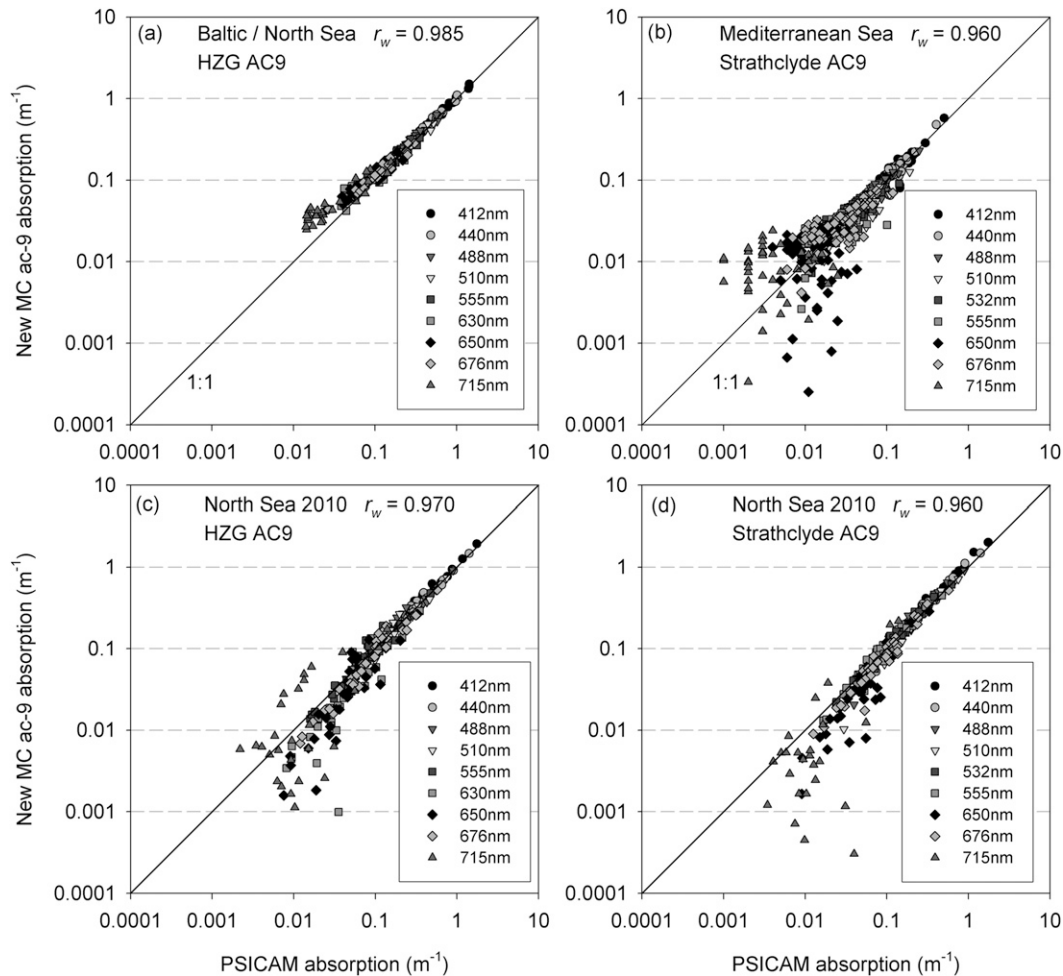 (a) Baltic / North Sea r_w = 0.985
HZG AC9
(b) Mediterranean Sea r_w = 0.960
Strathclyde AC9
New MC ac-9 absorption (m⁻¹)
10
1
0.1
0.01
0.001
0.0001
1:1
412nm
440nm
488nm
510nm
555nm
630nm
650nm
676nm
715nm
0.0001 0.001 0.01 0.1 1 10
10
1
0.1
0.01
0.001
0.0001
1:1
412nm
440nm
488nm
510nm
532nm
555nm
650nm
676nm
715nm
0.0001 0.001 0.01 0.1 1 10
(c) North Sea 2010 r_w = 0.970
HZG AC9
(d) North Sea 2010 r_w = 0.960
Strathclyde AC9
New MC ac-9 absorption (m⁻¹)
10
1
0.1
0.01
0.001
0.0001
412nm
440nm
488nm
510nm
555nm
630nm
650nm
676nm
715nm
0.0001 0.001 0.01 0.1 1 10
PSICAM absorption (m⁻¹)
10
1
0.1
0.01
0.001
0.0001
412nm
440nm
488nm
510nm
532nm
555nm
650nm
676nm
715nm
0.0001 0.001 0.01 0.1 1 10
PSICAM absorption (m⁻¹)